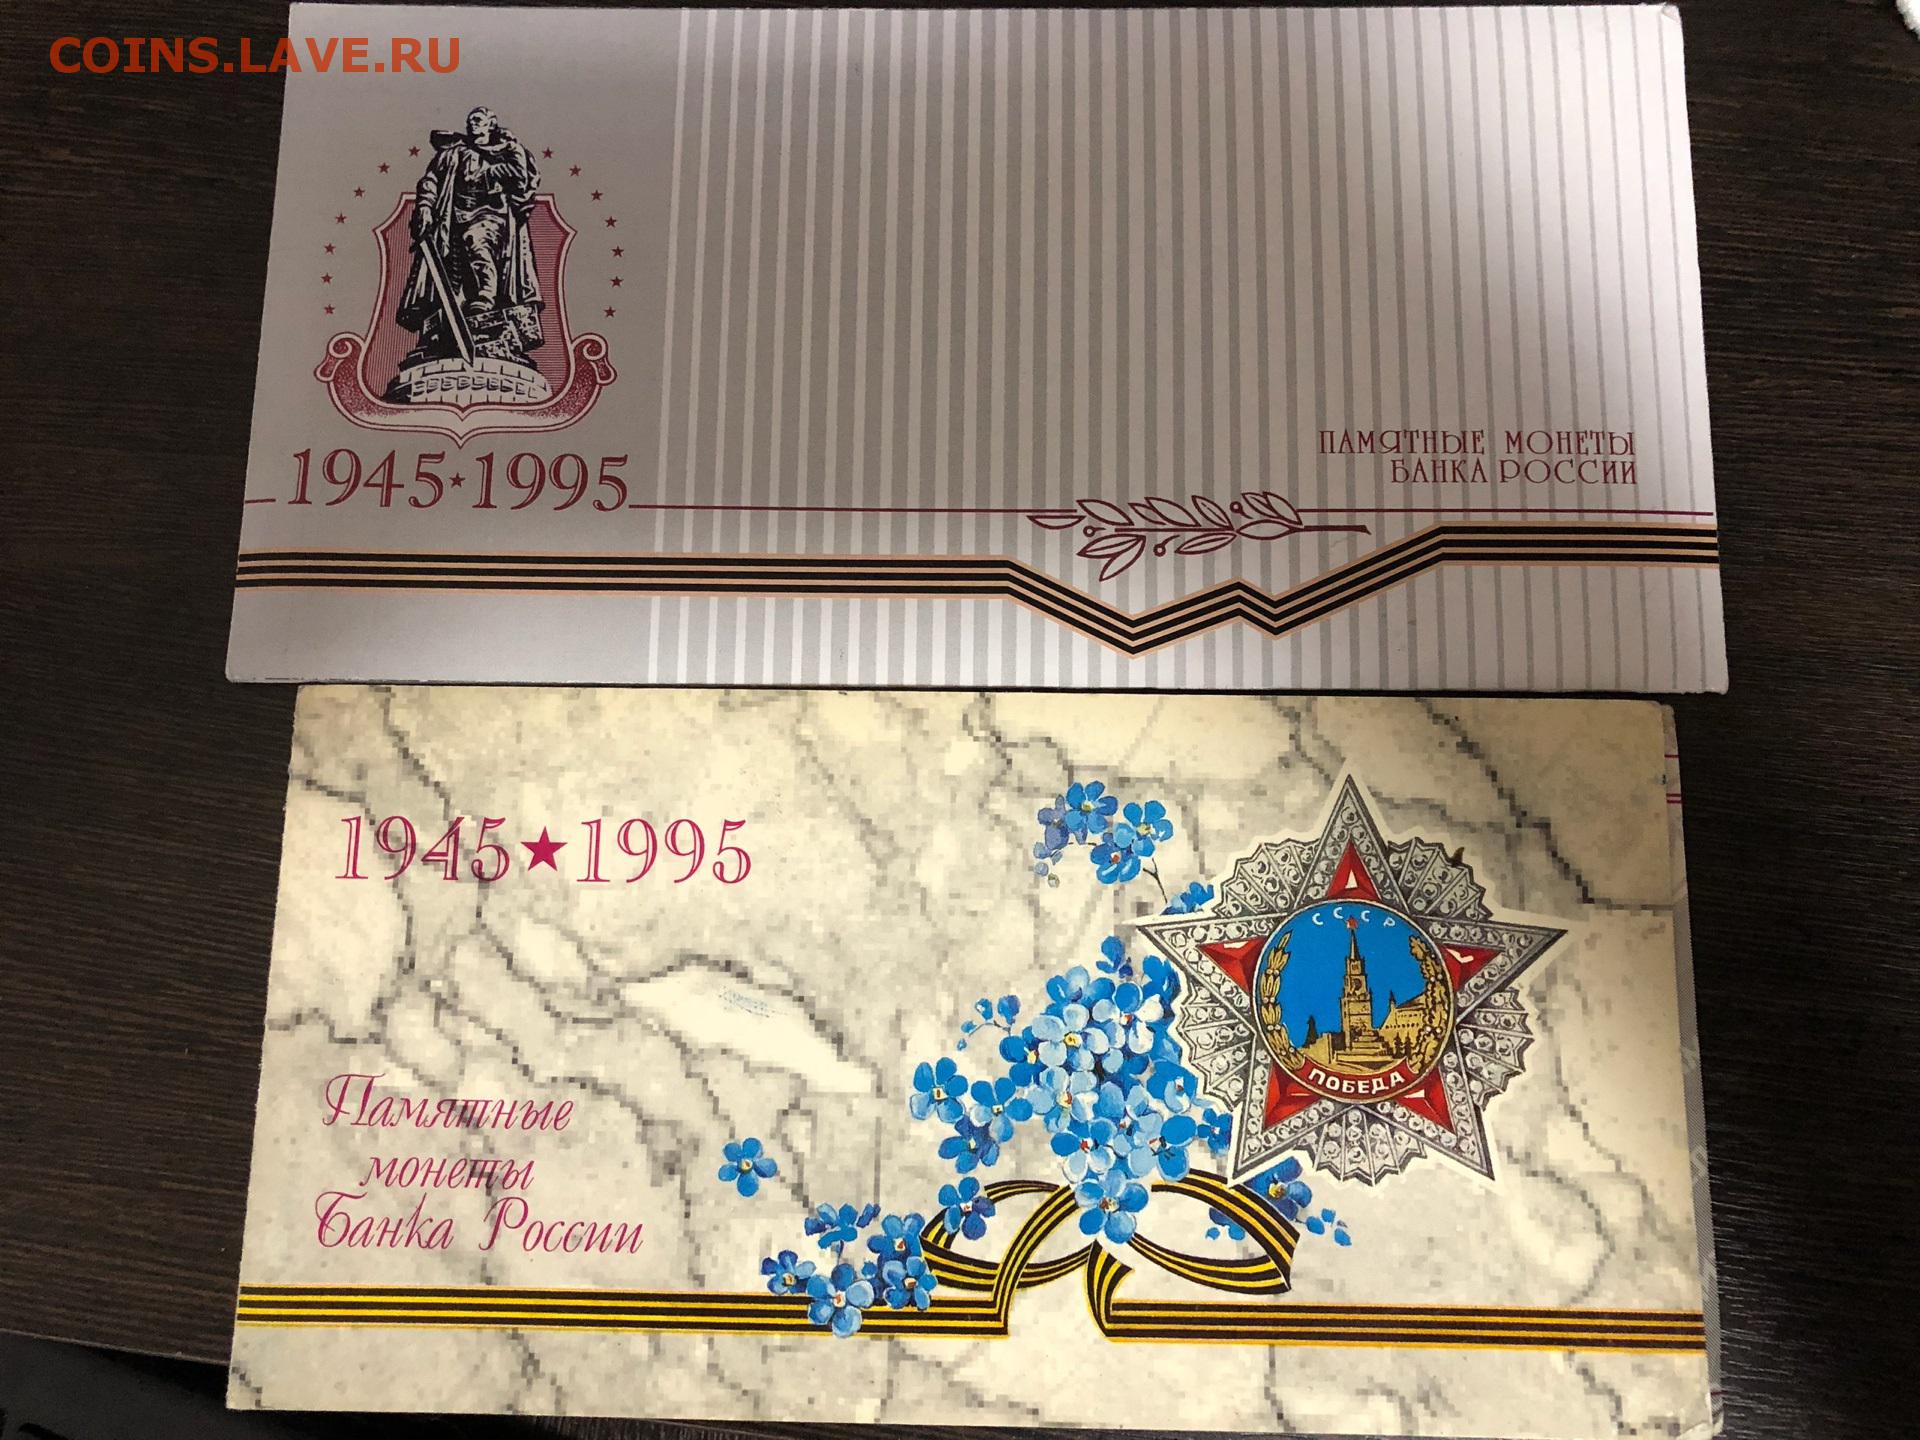 COINS.LAVE.RU
1945★1995
ПАМЯТНЫЕ МОНЕТЫ
БАНКА РОССИИ
1945★1995
СССР
ПОБЕДА
Памятные
монеты
Банка России